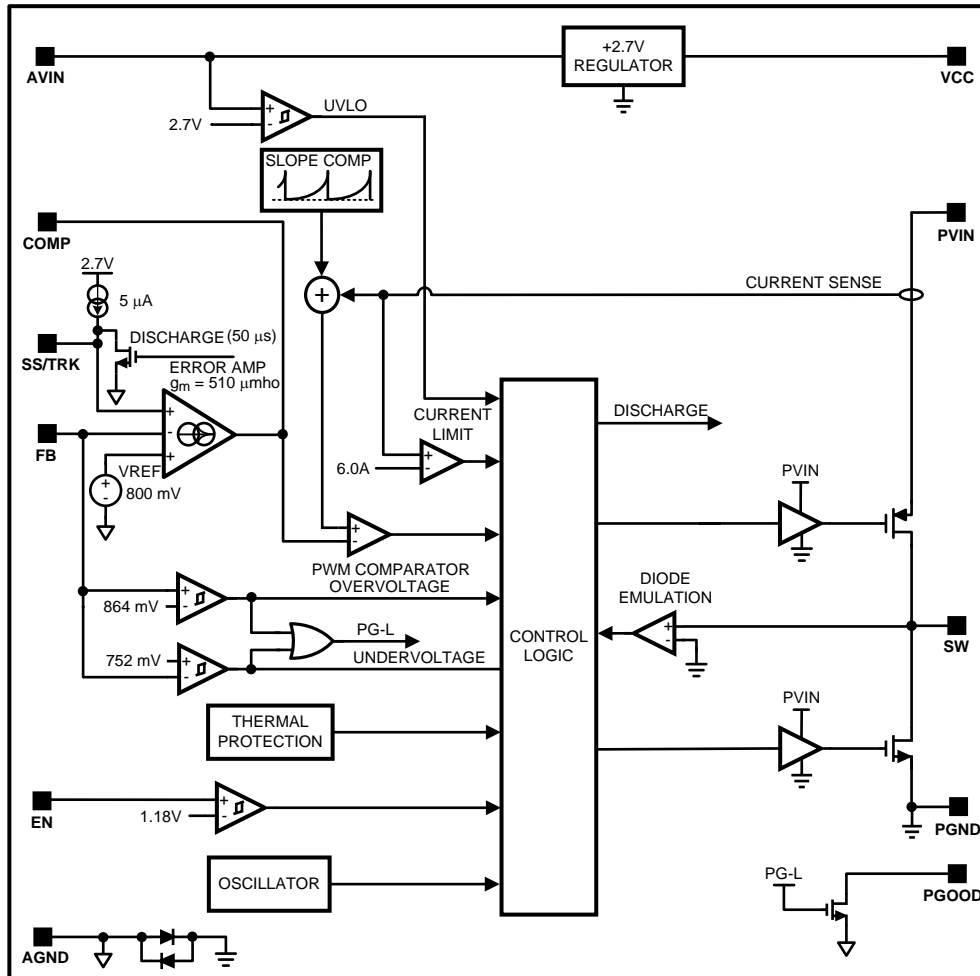 AVIN
+2.7V
REGULATOR
VCC
UVLO
+
-
2.7V
SLOPE COMP
COMP
PVIN
2.7V
5 μA
+
CURRENT SENSE
SS/TRK
DISCHARGE (50 μs)
ERROR AMP
gm = 510 μmho
+
-
+
FB
VREF
+
-
800 mV
CURRENT
LIMIT
+
-
6.0A
DISCHARGE
PVIN
+
-
PWM COMPARATOR
OVERVOLTAGE
+
-
864 mV
PG-L
752 mV
+
-
UNDERVOLTAGE
CONTROL
LOGIC
DIODE
EMULATION
+
-
SW
THERMAL
PROTECTION
PVIN
EN
+
-
1.18V
PGND
OSCILLATOR
PG-L
PGOOD
AGND